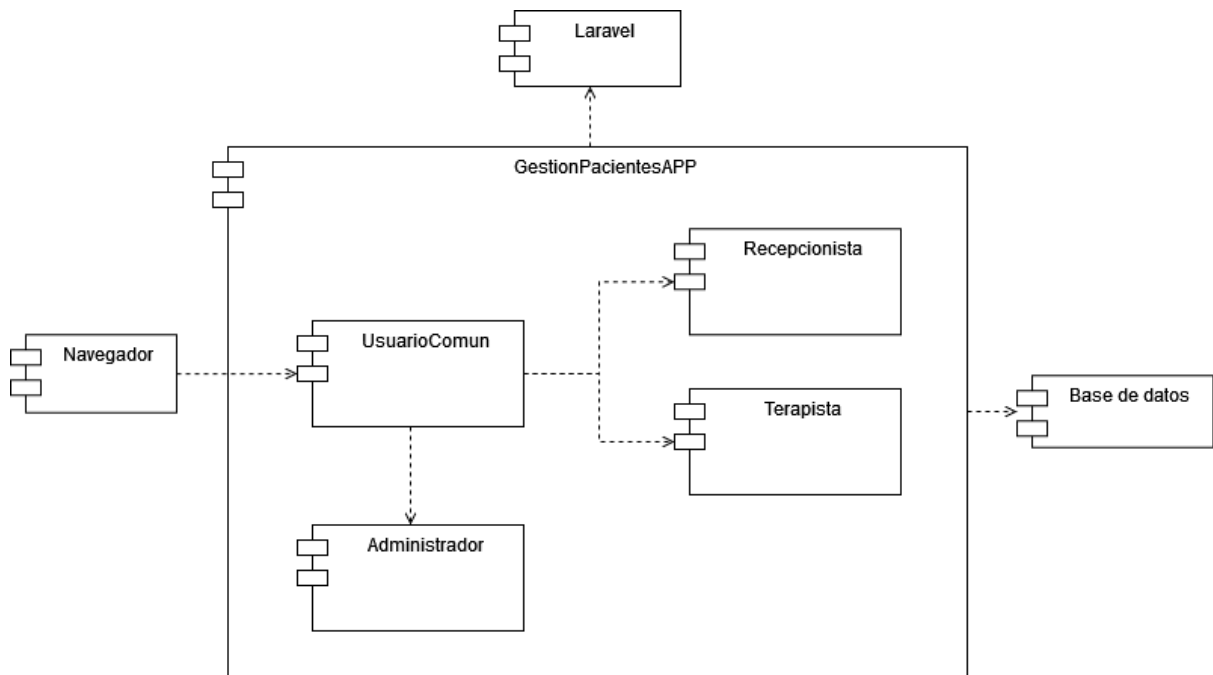 Laravel
GestionPacientesAPP
Recepcionista
UsuarioComun
Navegador
Terapista
Base de datos
Administrador